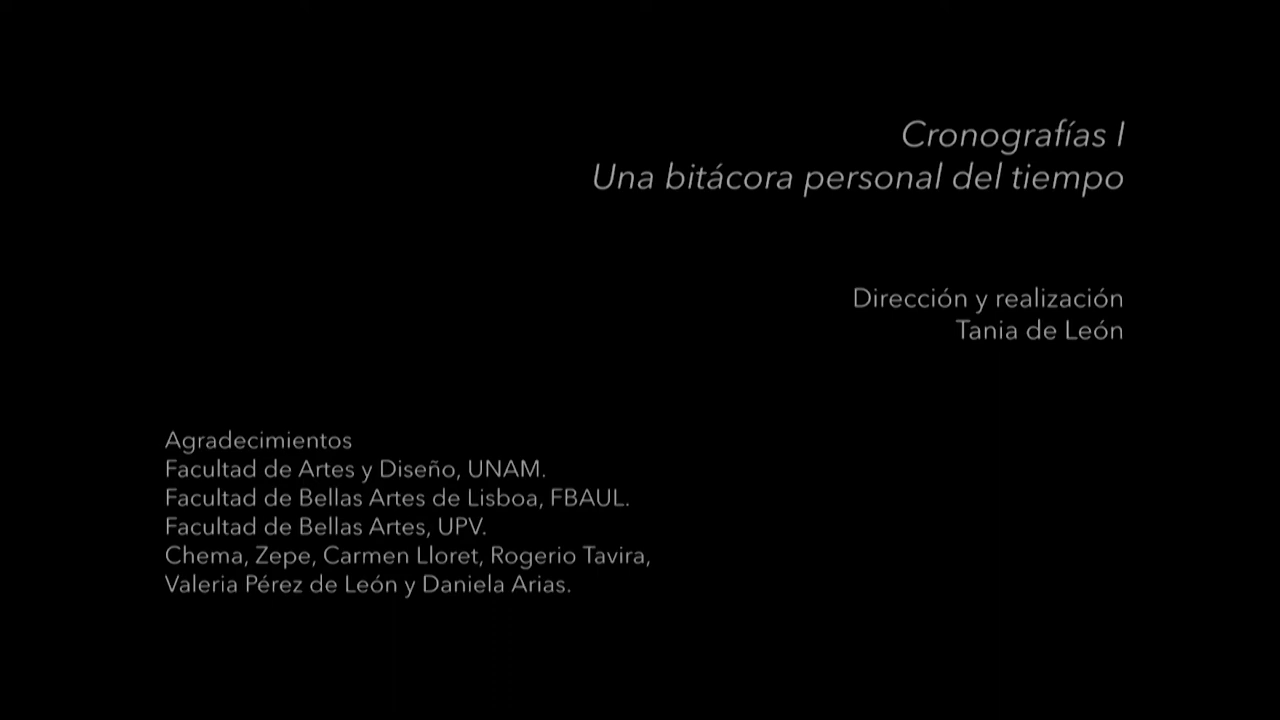 Cronografías I
Una bitácora personal del tiempo
Dirección y realización
Tania de León
Agradecimientos
Facultad de Artes y Diseño, UNAM.
Facultad de Bellas Artes de Lisboa, FBAUL.
Facultad de Bellas Artes, UPV.
Chema, Zepe, Carmen Lloret, Rogerio Tavira,
Valeria Pérez de León y Daniela Arias.